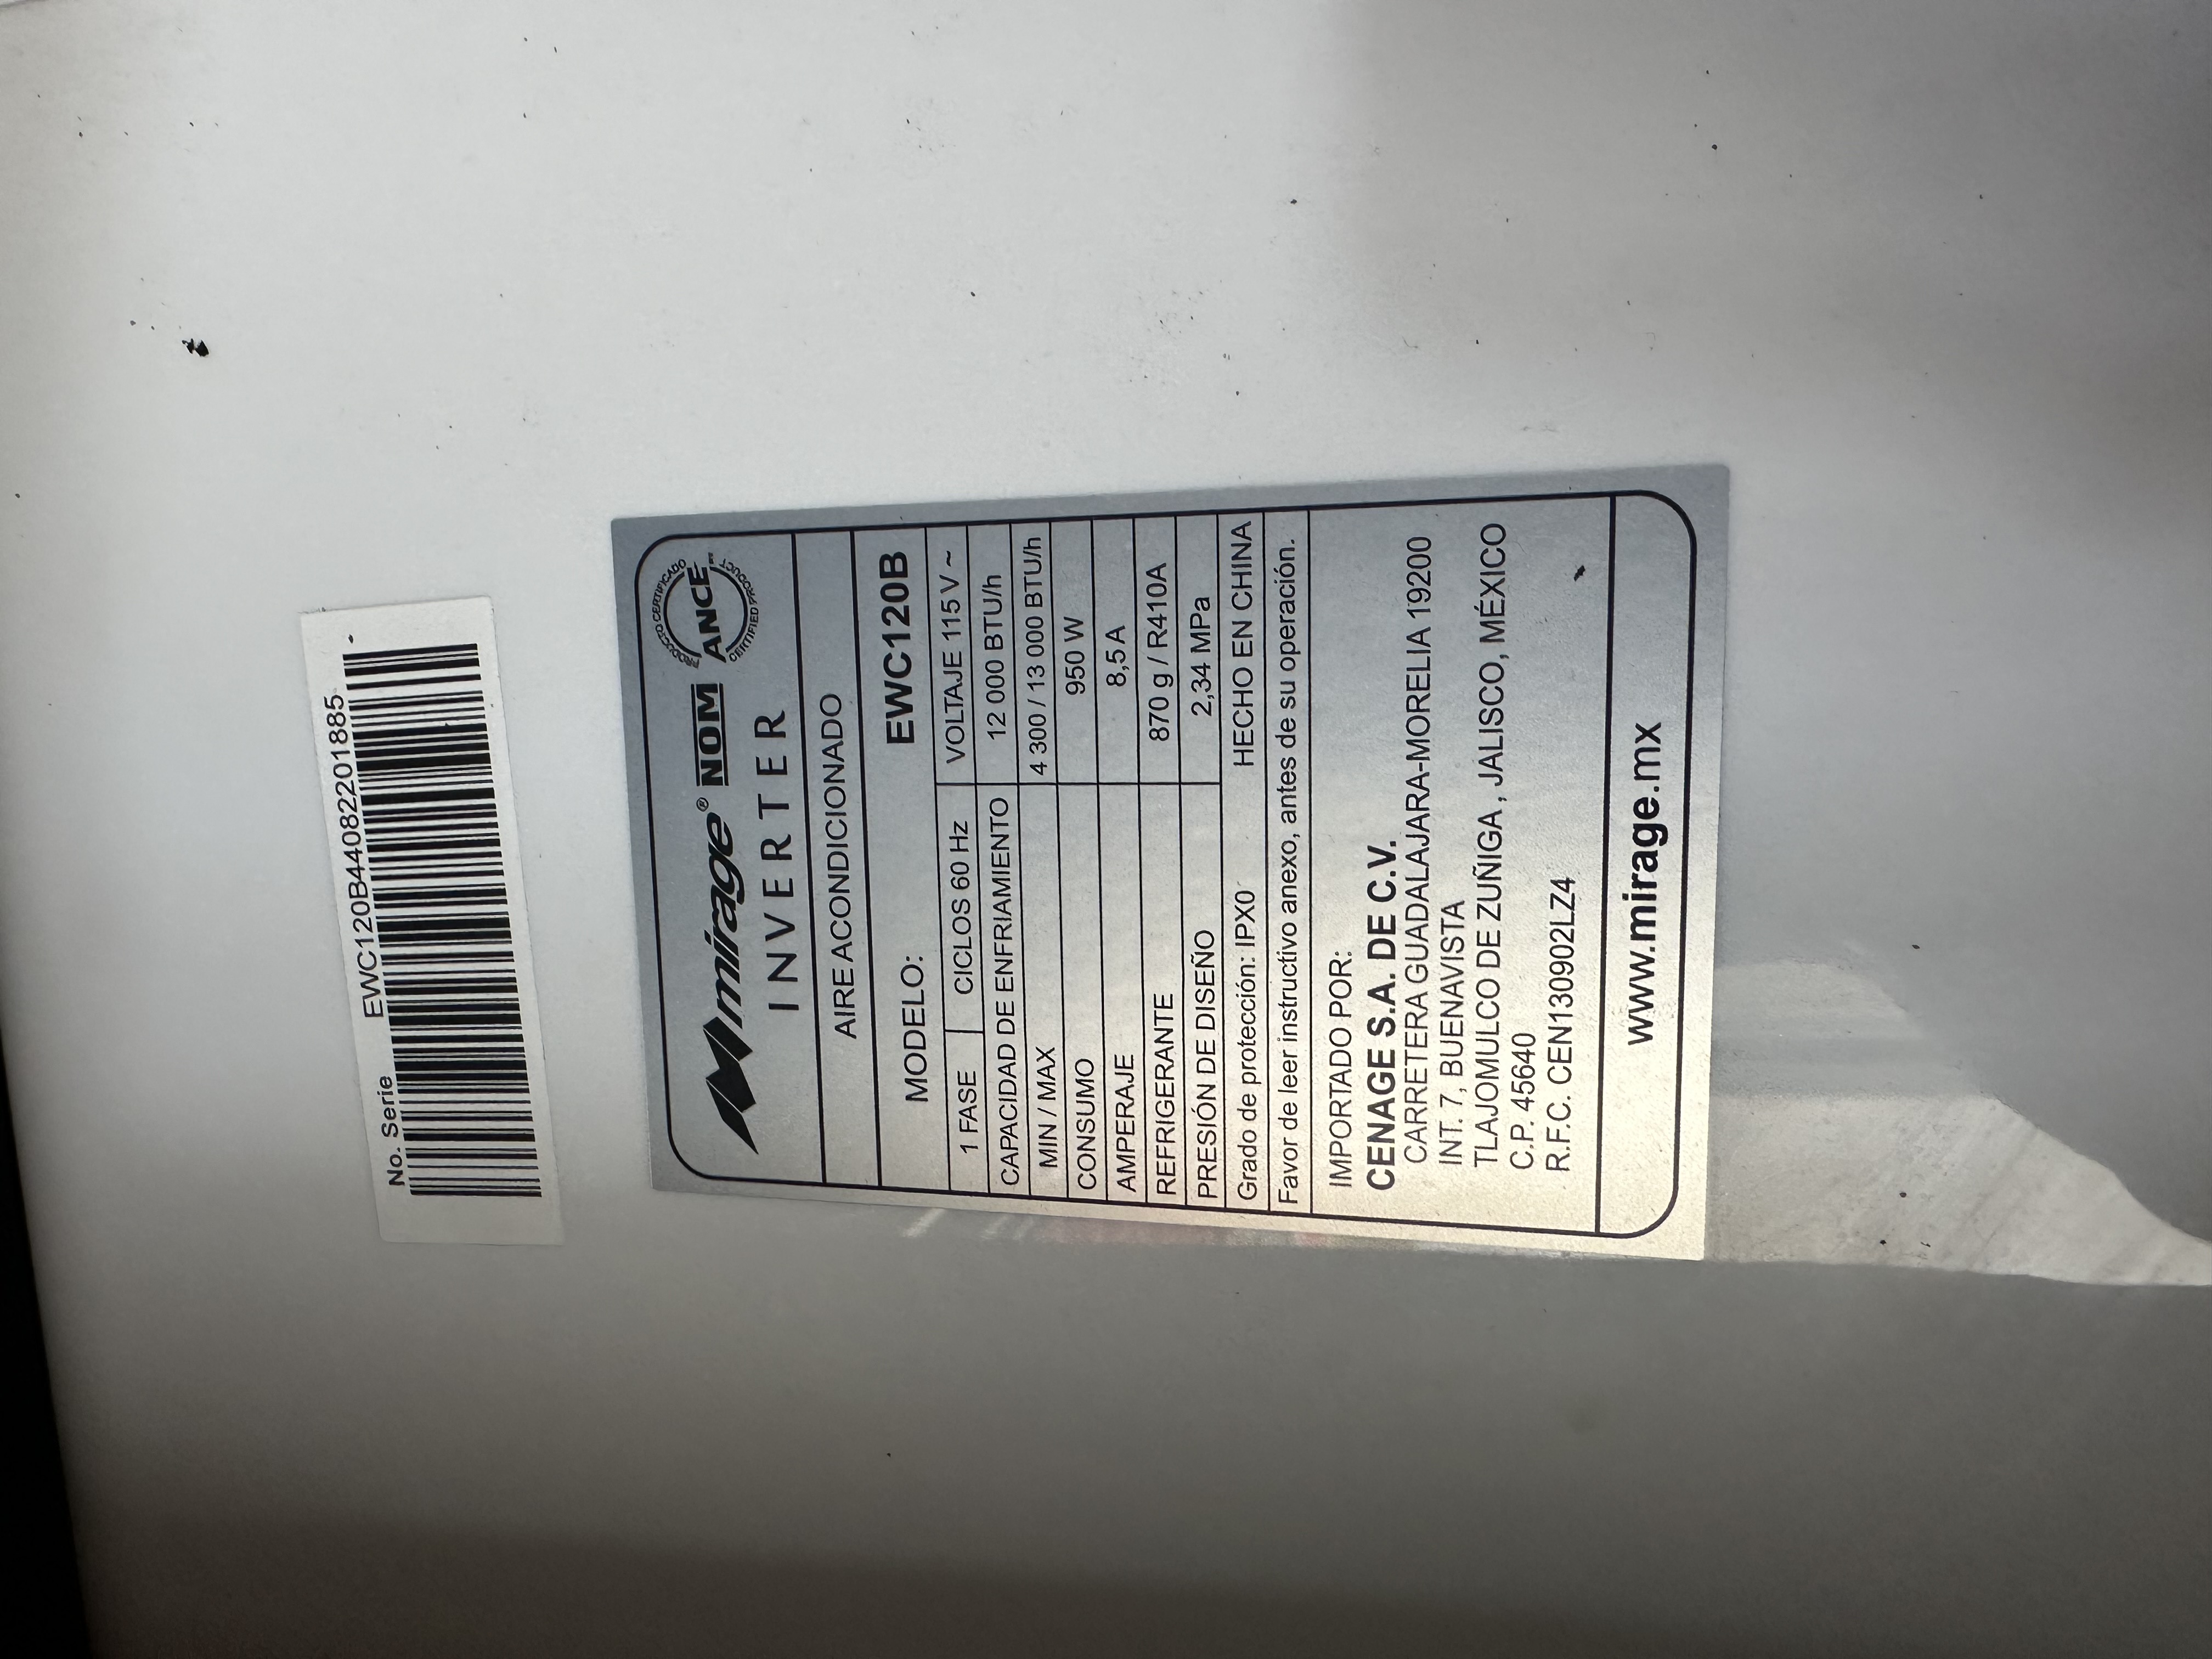 No. Serie EWC120B4408220201885
mirage® NOM
PRODUCTO CERTIFICADO
ANCE
CERTIFIED PRODUCT
INVERTER
AIRE ACONDICIONADO
MODELO: EWC120B
1 FASE CICLOS 60 Hz VOLTAJE 115 V ~
CAPACIDAD DE ENFRIAMIENTO 12 000 BTU/h
MIN / MAX 4 300 / 13 000 BTU/h
CONSUMO 950 W
AMPERAJE 8,5 A
REFRIGERANTE 870 g / R410A
PRESIÓN DE DISEÑO 2,34 MPa
Grado de protección: IPX0 HECHO EN CHINA
Favor de leer instructivo anexo, antes de su operación.
IMPORTADO POR:
CENAGE S.A. DE C.V.
CARRETERA GUADALAJARA-MORELIA 19200
INT. 7, BUENAVISTA
TLAJOMULCO DE ZUÑIGA , JALISCO, MÉXICO
C.P. 45640
R.F.C. CEN130902LZ4
www.mirage.mx